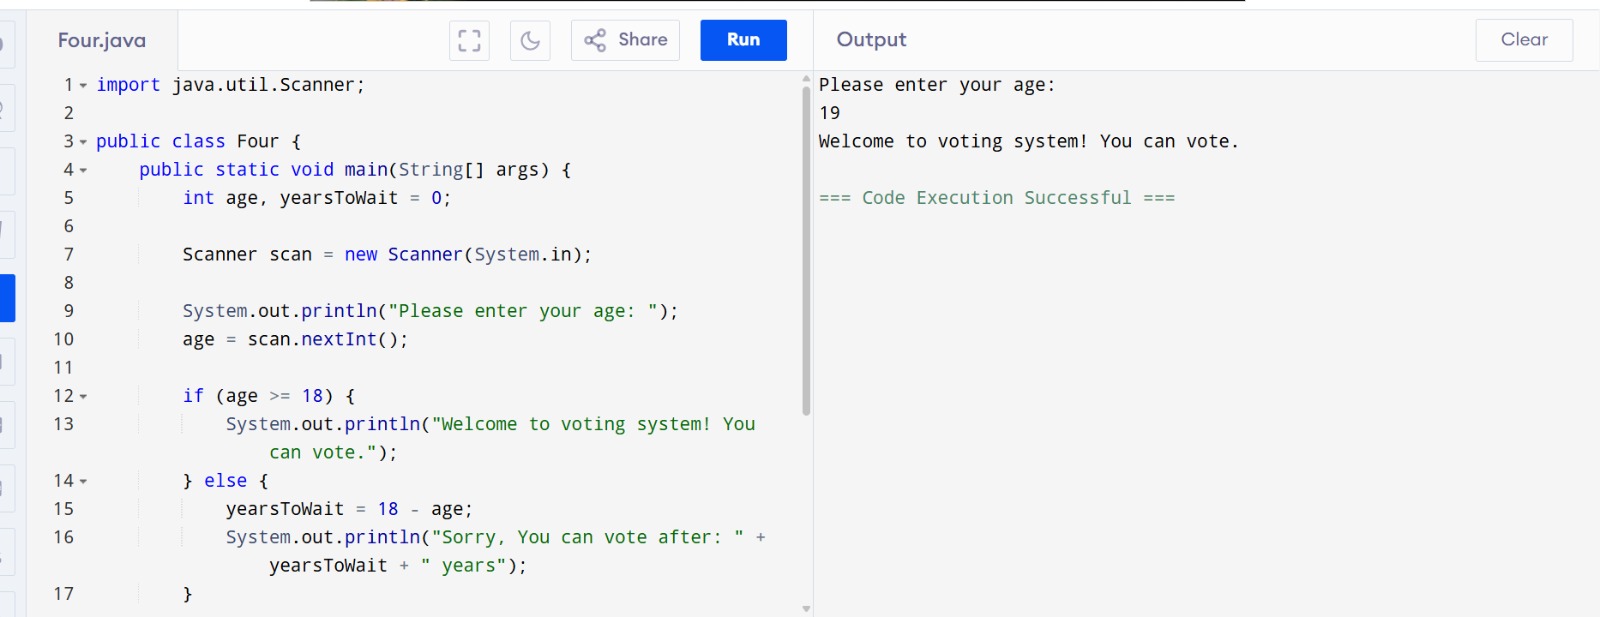 Four.java
Share
Run
Output
Clear
1 import java.util.Scanner;
2
3 public class Four {
4 public static void main(String[] args) {
5 int age, yearsToWait = 0;
6
7 Scanner scan = new Scanner(System.in);
8
9 System.out.println("Please enter your age: ");
10 age = scan.nextInt();
11
12 if (age >= 18) {
13 System.out.println("Welcome to voting system! You
can vote.");
14 } else {
15 yearsToWait = 18 - age;
16 System.out.println("Sorry, You can vote after: " +
yearsToWait + " years");
17 }
Please enter your age:
19
Welcome to voting system! You can vote.
=== Code Execution Successful ===